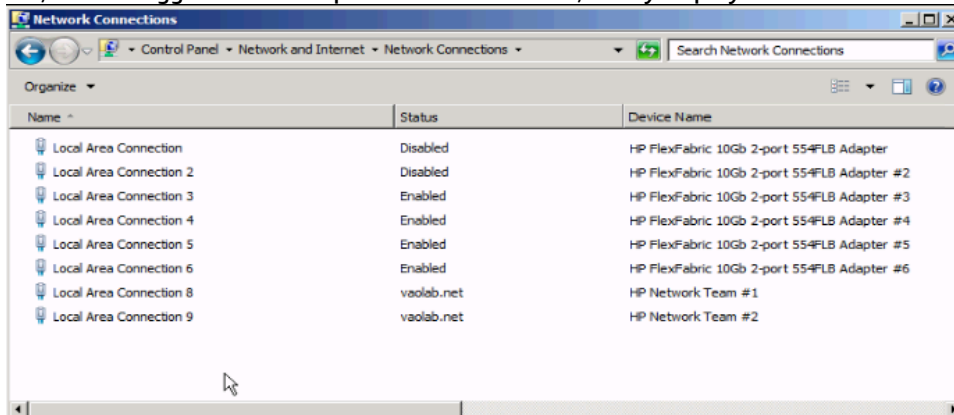 Network Connections
Control Panel Network and Internet Network Connections Search Network Connections
Organize
Name Status Device Name
Local Area Connection Disabled HP FlexFabric 10Gb 2-port 554FLB Adapter
Local Area Connection 2 Disabled HP FlexFabric 10Gb 2-port 554FLB Adapter #2
Local Area Connection 3 Enabled HP FlexFabric 10Gb 2-port 554FLB Adapter #3
Local Area Connection 4 Enabled HP FlexFabric 10Gb 2-port 554FLB Adapter #4
Local Area Connection 5 Enabled HP FlexFabric 10Gb 2-port 554FLB Adapter #5
Local Area Connection 6 Enabled HP FlexFabric 10Gb 2-port 554FLB Adapter #6
Local Area Connection 8 vaolab.net HP Network Team #1
Local Area Connection 9 vaolab.net HP Network Team #2